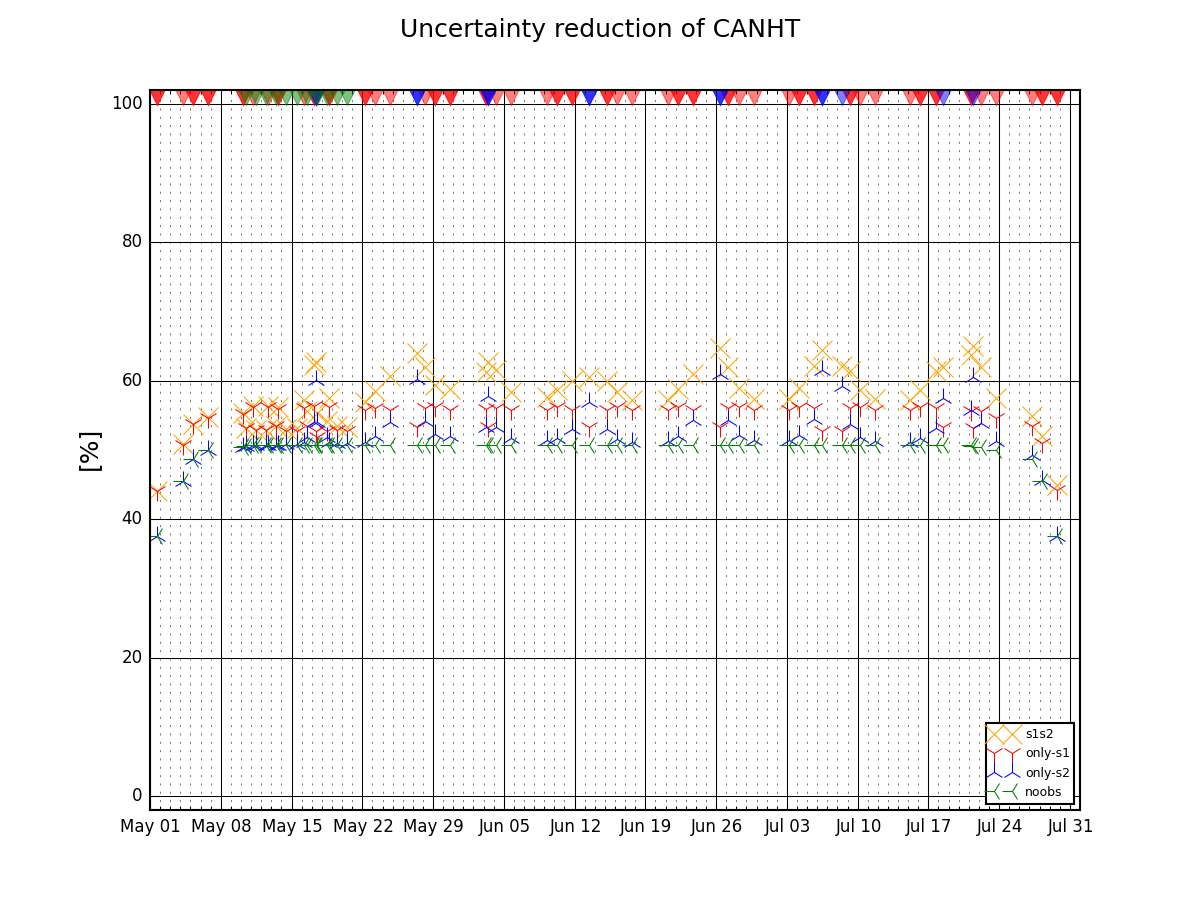 Uncertainty reduction of CANHT
100
80
60
40
20
0
[%]
May 01 May 08 May 15 May 22 May 29 Jun 05 Jun 12 Jun 19 Jun 26 Jul 03 Jul 10 Jul 17 Jul 24 Jul 31
s1s2
only-s1
only-s2
noobs